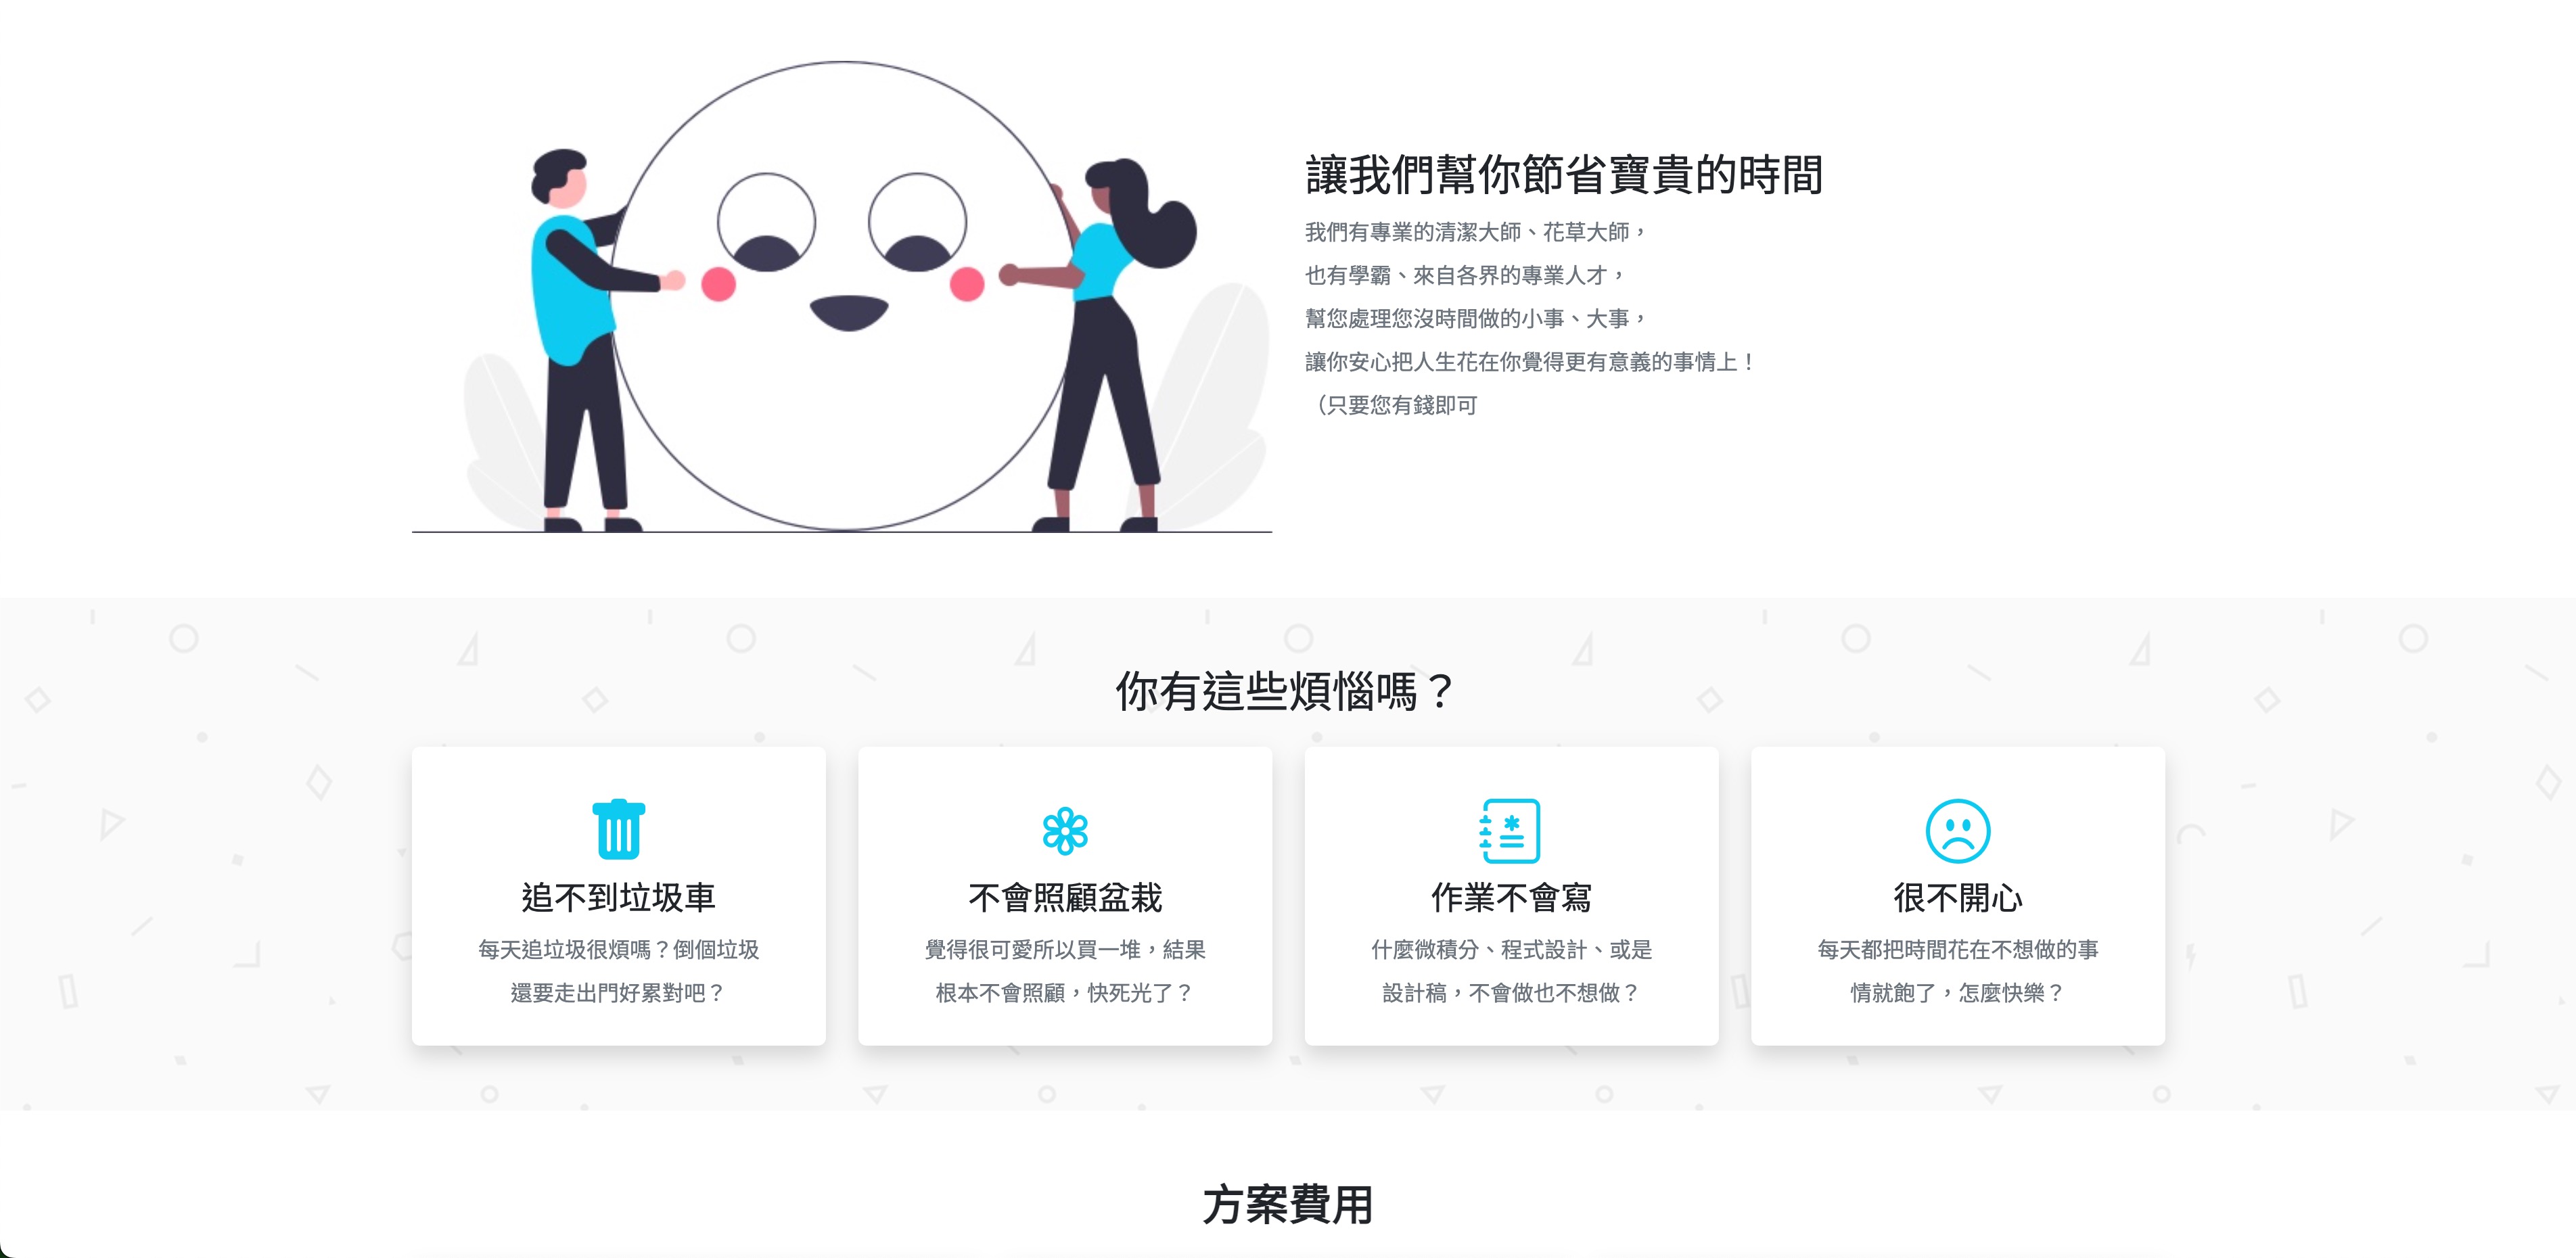 讓我們幫你節省寶貴的時間
我們有專業的清潔大師、花草大師，
也有學霸、來自各界的專業人才，
幫您處理您沒時間做的小事、大事，
讓你安心把人生花在你覺得更有意義的事情上！
（只要您有錢即可
你有這些煩惱嗎？
追不到垃圾車
每天追垃圾很煩嗎？倒個垃圾
還要走出門好累對吧？
不會照顧盆栽
覺得很可愛所以買一堆，結果
根本不會照顧，快死光了？
作業不會寫
什麼微積分、程式設計、或是
設計稿，不會做也不想做？
很不開心
每天都把時間花在不想做的事
情就飽了，怎麼快樂？
方案費用